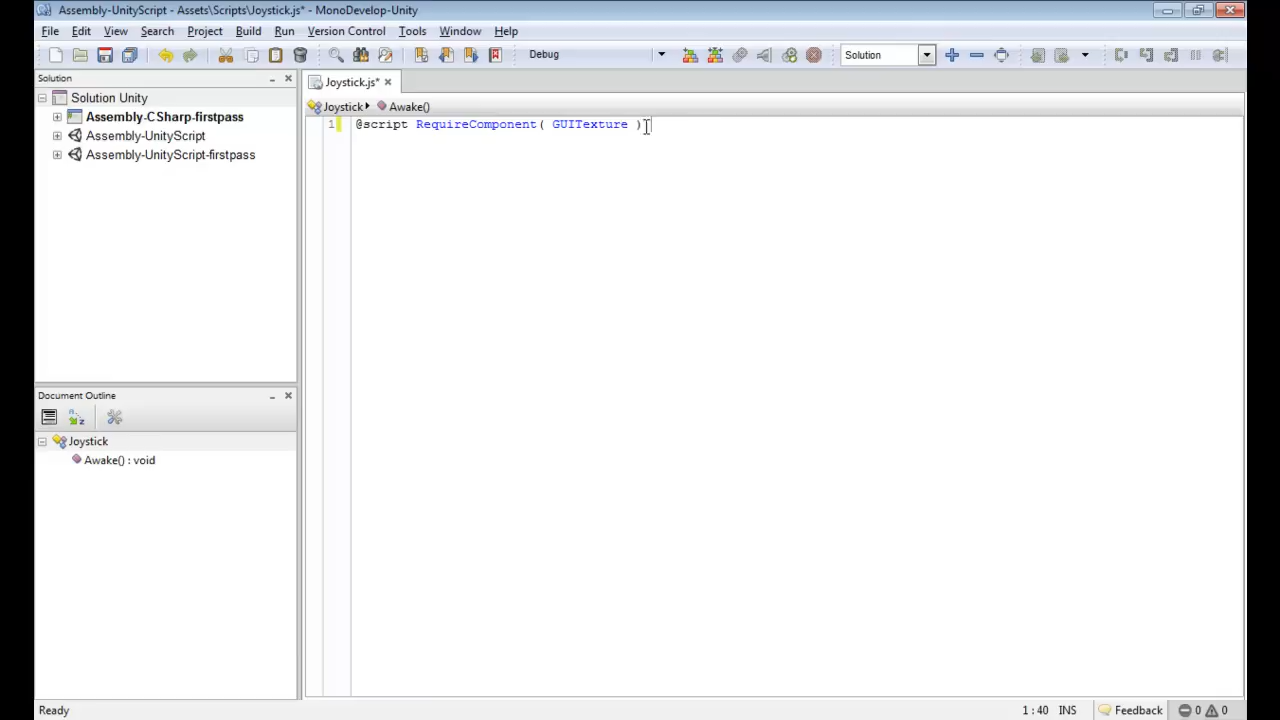 Assembly-UnityScript - Assets\Scripts\Joystick.js* - MonoDevelop-Unity
File Edit View Search Project Build Run Version Control Tools Window Help
Debug Solution
Solution
Joystick.js*
Solution Unity
Joystick Awake()
Assembly-CSharp-firstpass
1 @script RequireComponent( GUITexture )
Assembly-UnityScript
Assembly-UnityScript-firstpass
Document Outline
Joystick
Awake() : void
Ready 1 : 40 INS Feedback 0 0